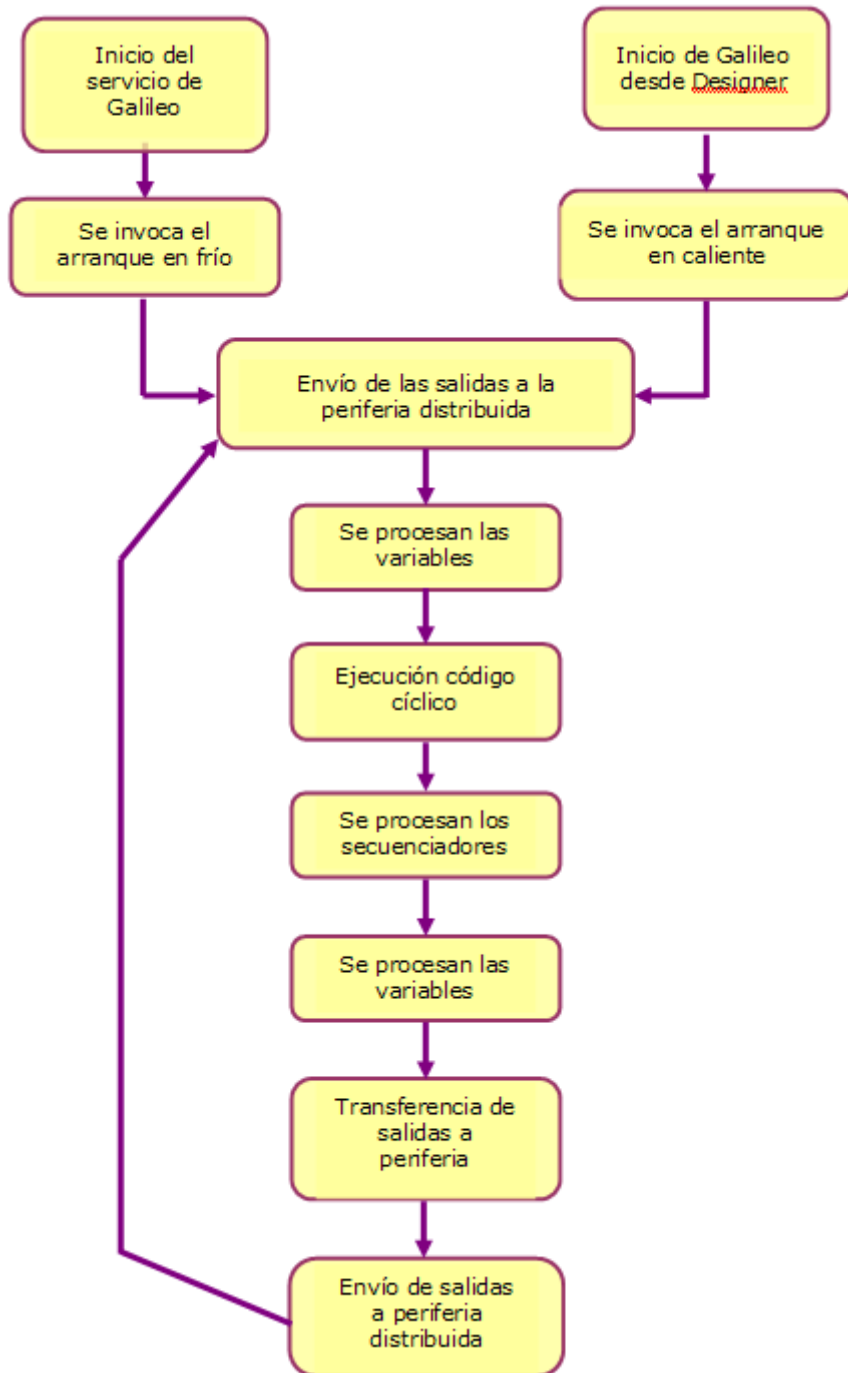 Inicio del
servicio de
Galileo
Inicio de Galileo
desde Designer
Se invoca el
arranque en frío
Se invoca el arranque
en caliente
Envío de las salidas a la
periferia distribuida
Se procesan las
variables
Ejecución código
cíclico
Se procesan los
secuenciadores
Se procesan las
variables
Transferencia de
salidas a
periferia
Envío de salidas
a periferia
distribuida